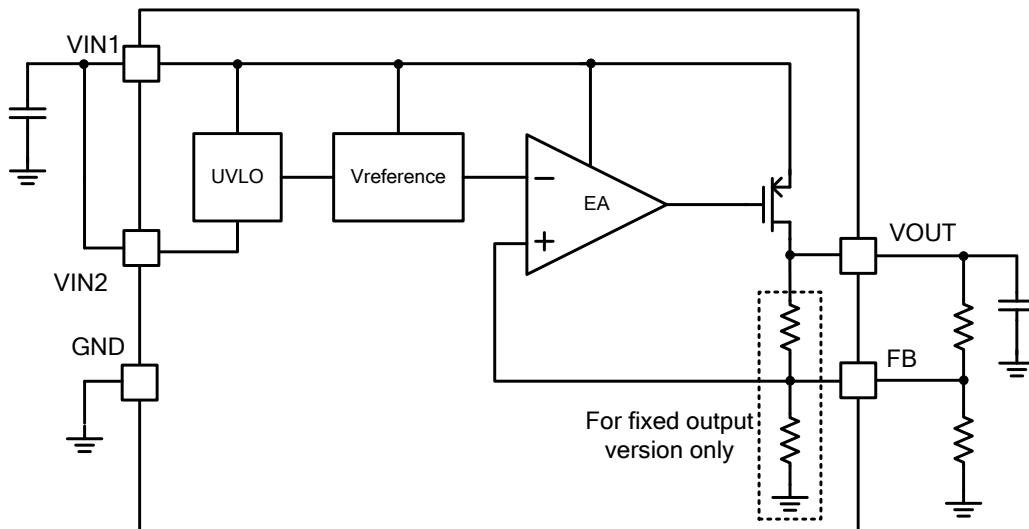 VIN1
UVLO
Vreference
EA
VOUT
VIN2
GND
FB
For fixed output
version only